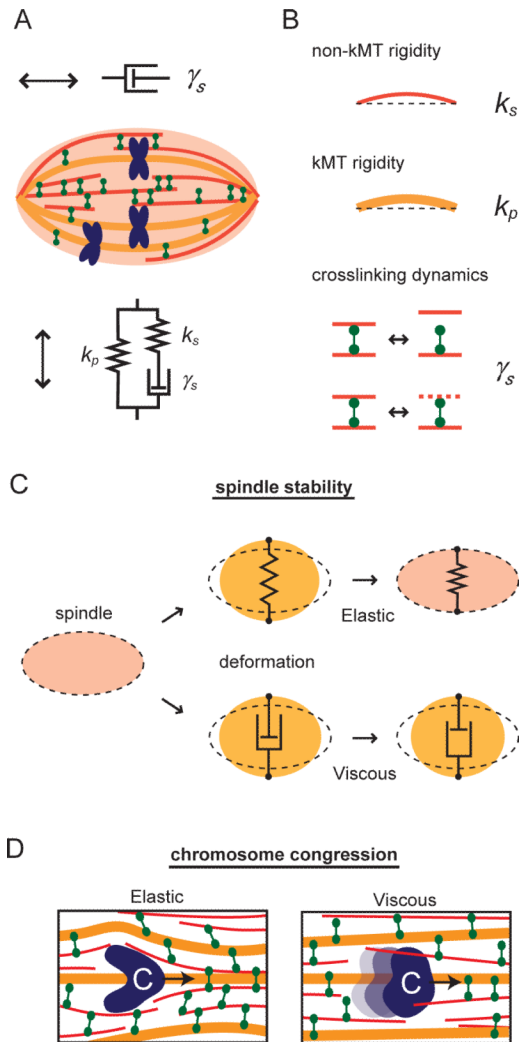 A
γs
kp
ks
γs
B
non-kMT rigidity
ks
kMT rigidity
kp
crosslinking dynamics
γs
C
spindle stability
spindle
Elastic
deformation
Viscous
D
chromosome congression
Elastic
Viscous
C
C